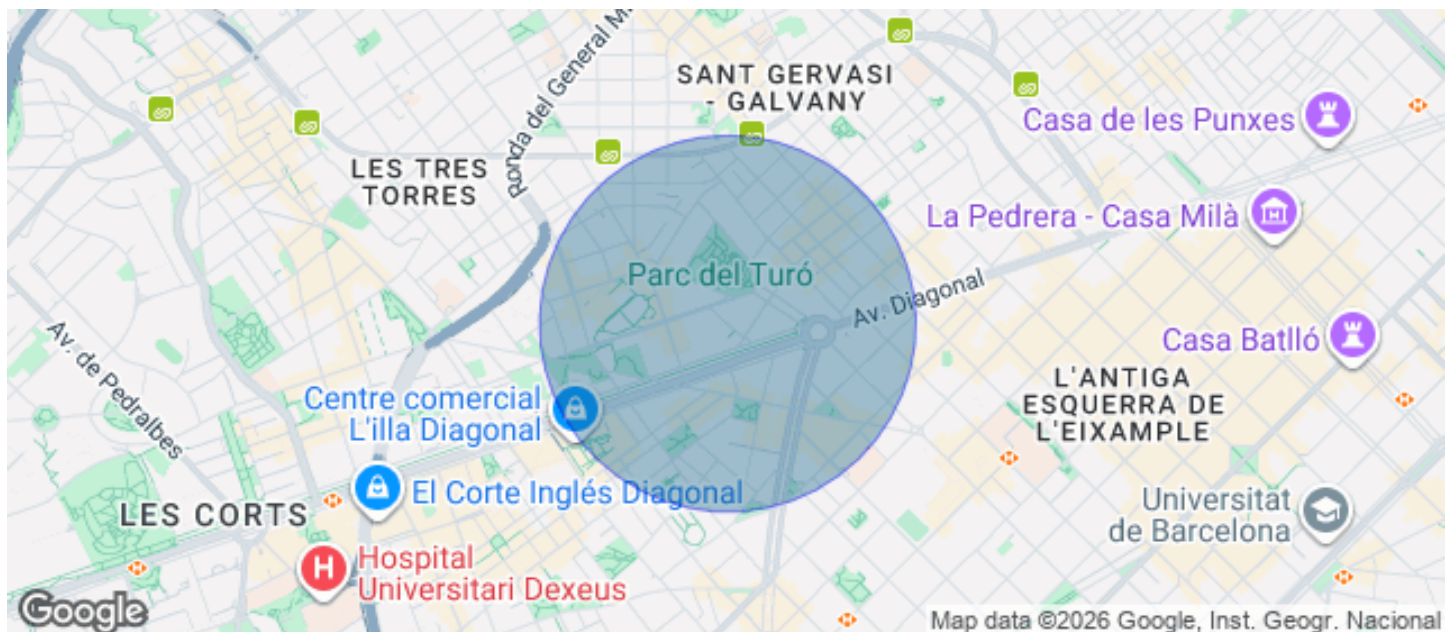 SANT GERVASI
- GALVANY
Ronda del General Mi
Casa de les Punxes
LES TRES
TORRES
La Pedrera - Casa Milà
Parc del Turó
Av. Diagonal
Av. de Pedralbes
Casa Batlló
Centre comercial
L'illa Diagonal
L'ANTIGA
ESQUERRA DE
L'EIXAMPLE
El Corte Inglés Diagonal
LES CORTS
Universitat
de Barcelona
H
Hospital
Universitari Dexeus
Google
Map data ©2026 Google, Inst. Geogr. Nacional